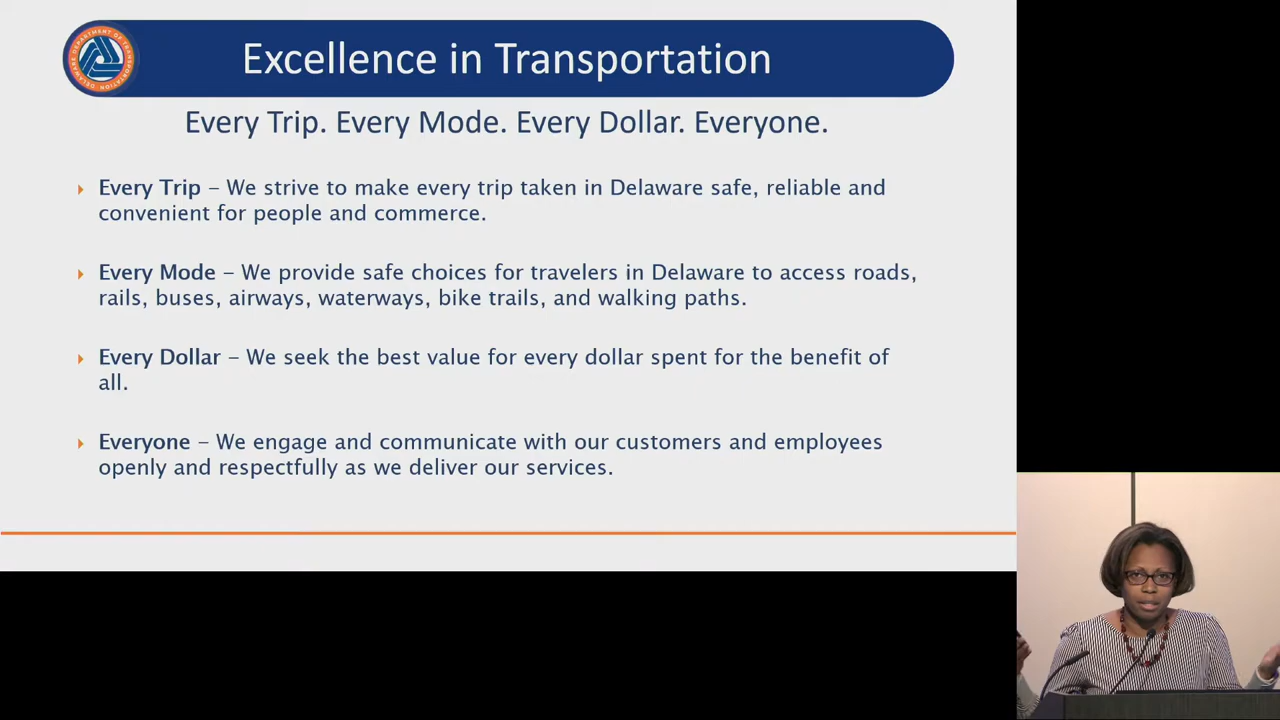 DELAWARE DEPARTMENT OF TRANSPORTATION
Excellence in Transportation
Every Trip. Every Mode. Every Dollar. Everyone.
Every Trip – We strive to make every trip taken in Delaware safe, reliable and
convenient for people and commerce.
Every Mode – We provide safe choices for travelers in Delaware to access roads,
rails, buses, airways, waterways, bike trails, and walking paths.
Every Dollar – We seek the best value for every dollar spent for the benefit of
all.
Everyone – We engage and communicate with our customers and employees
openly and respectfully as we deliver our services.